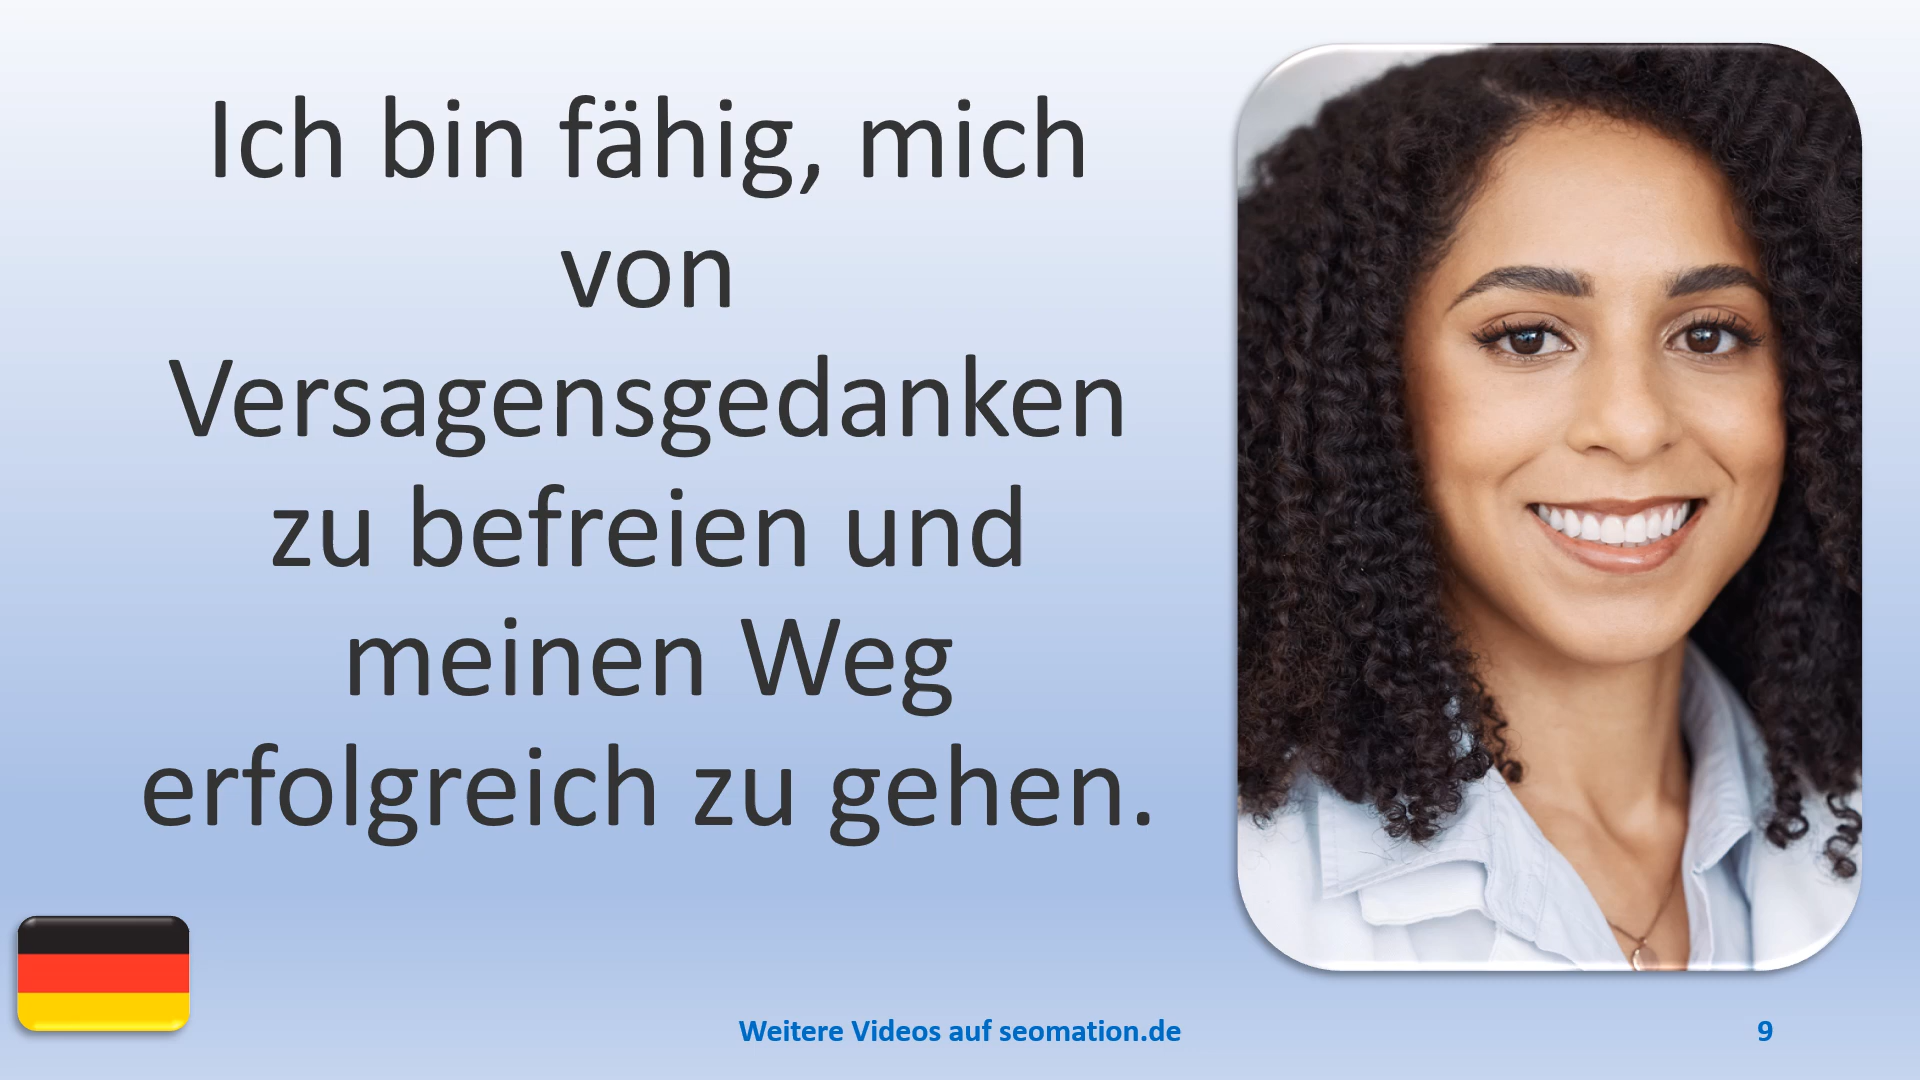 Ich bin fähig, mich
von
Versagensgedanken
zu befreien und
meinen Weg
erfolgreich zu gehen.
Weitere Videos auf seomation.de
9